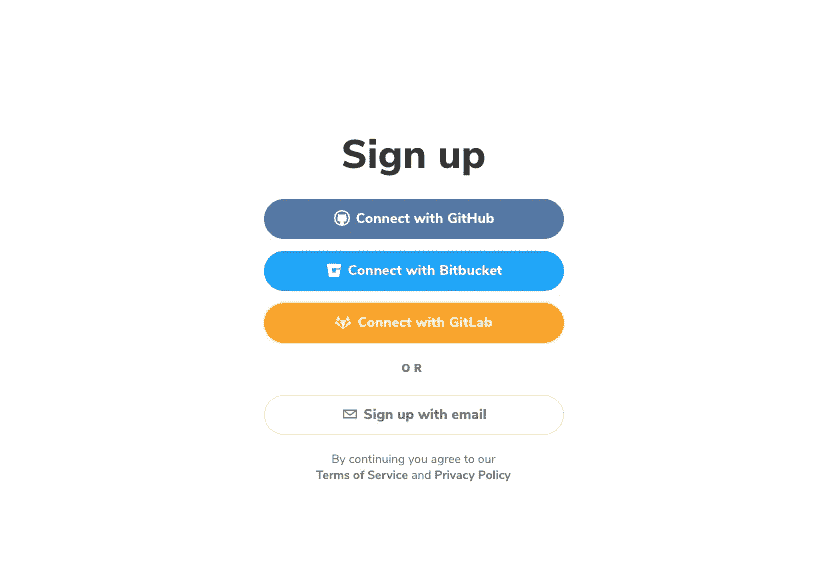 Sign up
Connect with GitHub
Connect with Bitbucket
Connect with GitLab
OR
Sign up with email
By continuing you agree to our
Terms of Service and Privacy Policy